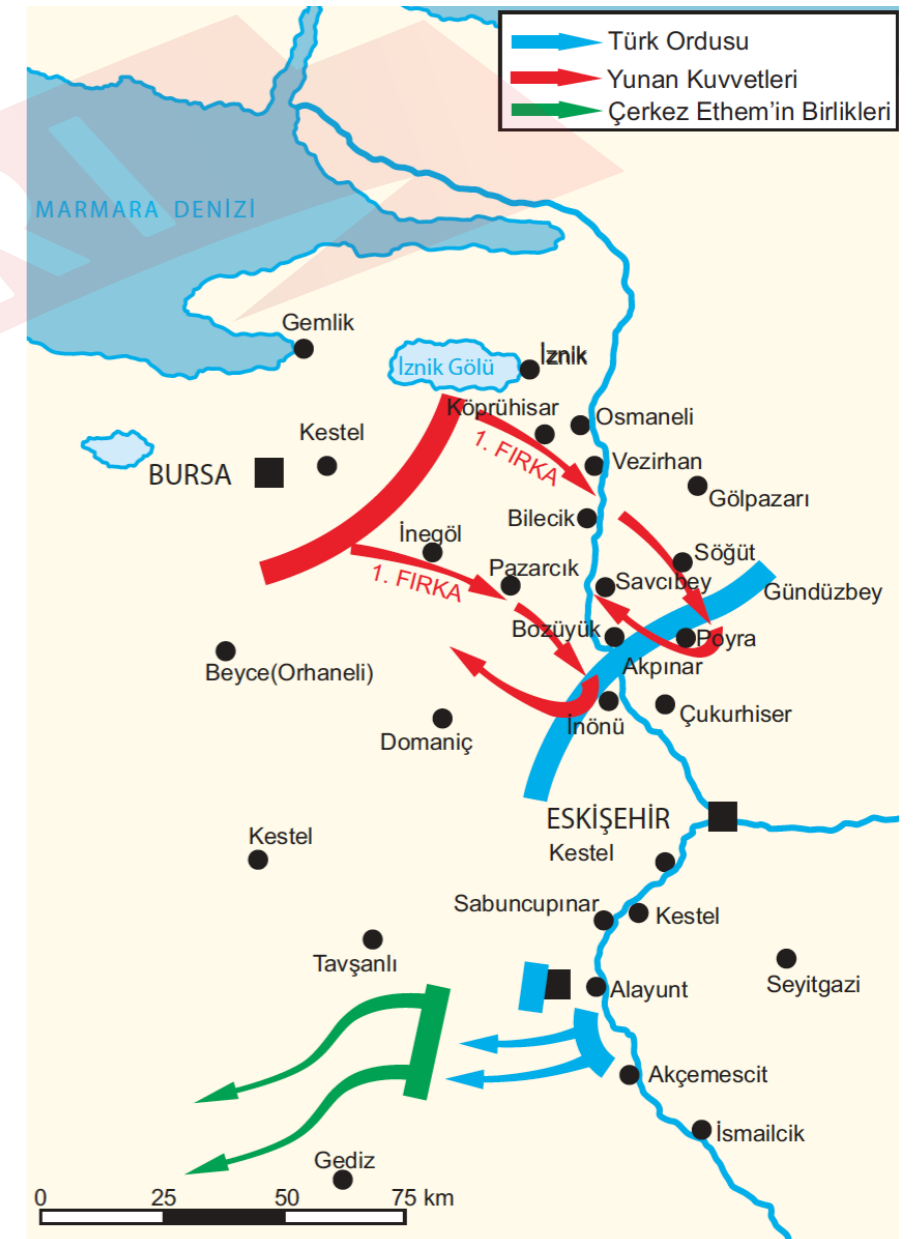 Türk Ordusu
Yunan Kuvvetleri
Çerkez Ethem'in Birlikleri
MARMARA DENİZİ
Gemlik
İznik Gölü
İznik
Köprühisar
Osmaneli
Kestel
1. FIRKA
Vezirhan
BURSA
Gölpazarı
Bilecik
İnegöl
Söğüt
1. FIRKA
Pazarcık
Savcıbey
Gündüzbey
Bozüyük
Poyra
Beyce(Orhaneli)
Akpınar
İnönü
Çukurhiser
Domaniç
ESKİŞEHİR
Kestel
Kestel
Sabuncupınar
Kestel
Tavşanlı
Seyitgazi
Alayunt
Akçemescit
İsmailcik
Gediz
0 25 50 75 km